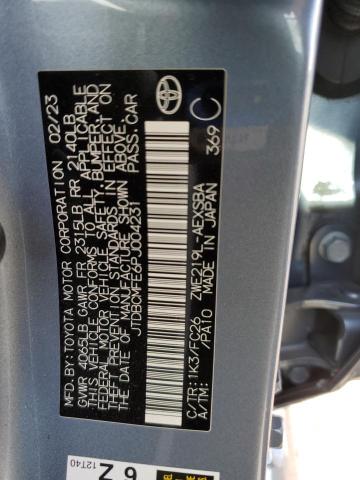 MFD.BY:TOYOTA MOTOR CORPORATION 02/23
GVWR 4065LB GAWR FR 2315LB RR 2140LB
THIS VEHICLE CONFORMS TO ALL APPLICABLE
FEDERAL MOTOR VEHICLE SAFETY, BUMPER, AND
THEFT PREVENTION STANDARDS IN EFFECT ON
THE DATE OF MANUFACTURE SHOWN ABOVE.
JTDBCMFE6PJ004231 PASS.CAR
C/TR: 1K3/FC26 ZWE219L-AEXSBA
A/TM: /PA10 MADE IN JAPAN 369 C
6 Z
12T40